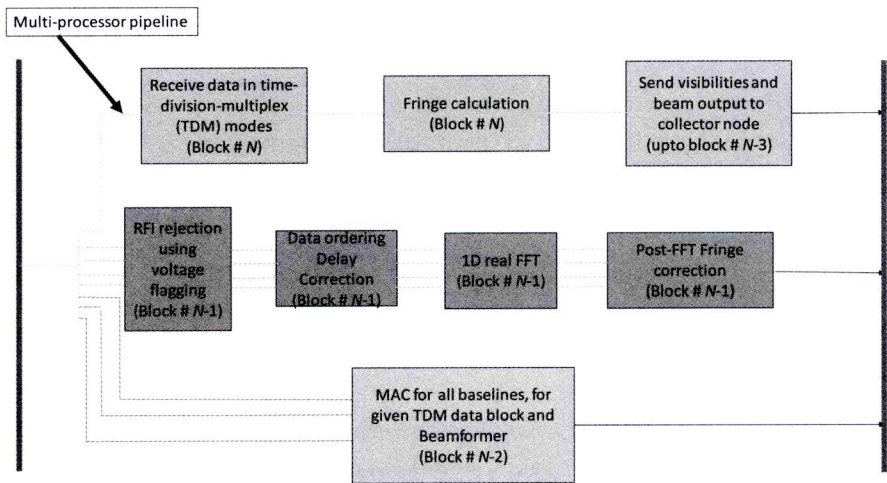 Multi-processor pipeline
Receive data in time-
division-multiplex
(TDM) modes
(Block # N)
Fringe calculation
(Block # N)
Send visibilities and
beam output to
collector node
(upto block # N-3)
RFI rejection
using
voltage
flagging
(Block # N-1)
Data ordering
Delay
Correction
(Block # N-1)
1D real FFT
(Block # N-1)
Post-FFT Fringe
correction
(Block # N-1)
MAC for all baselines, for
given TDM data block and
Beamformer
(Block # N-2)